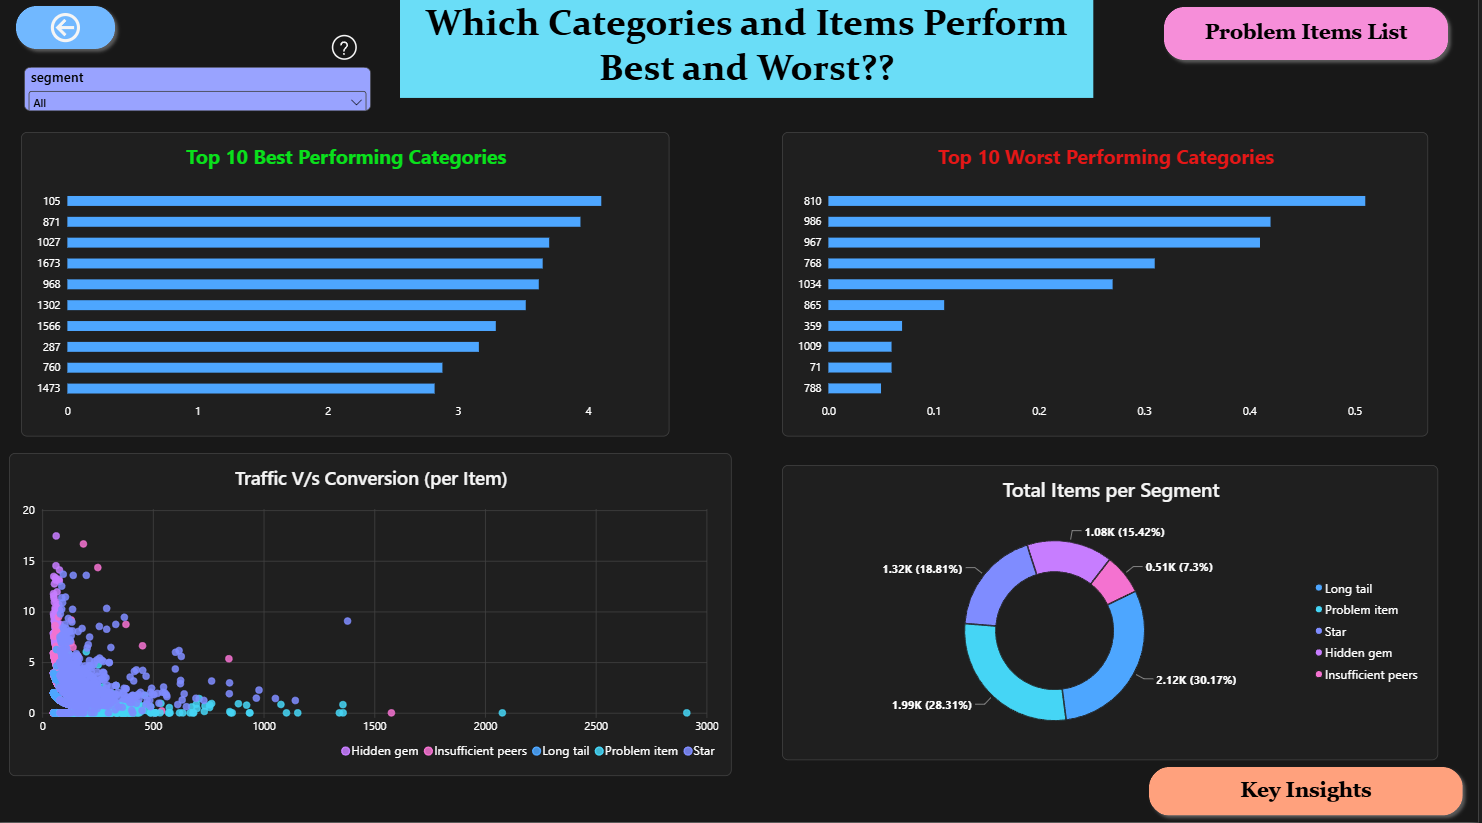 Which Categories and Items Perform
Best and Worst??
Problem Items List
?
segment
All
Top 10 Best Performing Categories
105
871
1027
1673
968
1302
1566
287
760
1473
0 1 2 3 4
Top 10 Worst Performing Categories
810
986
967
768
1034
865
359
1009
71
788
0.0 0.1 0.2 0.3 0.4 0.5
Traffic V/s Conversion (per Item)
20
15
10
5
0
0 500 1000 1500 2000 2500 3000
Hidden gem Insufficient peers Long tail Problem item Star
Total Items per Segment
1.08K (15.42%)
0.51K (7.3%)
1.32K (18.81%)
2.12K (30.17%)
1.99K (28.31%)
Long tail
Problem item
Star
Hidden gem
Insufficient peers
Key Insights